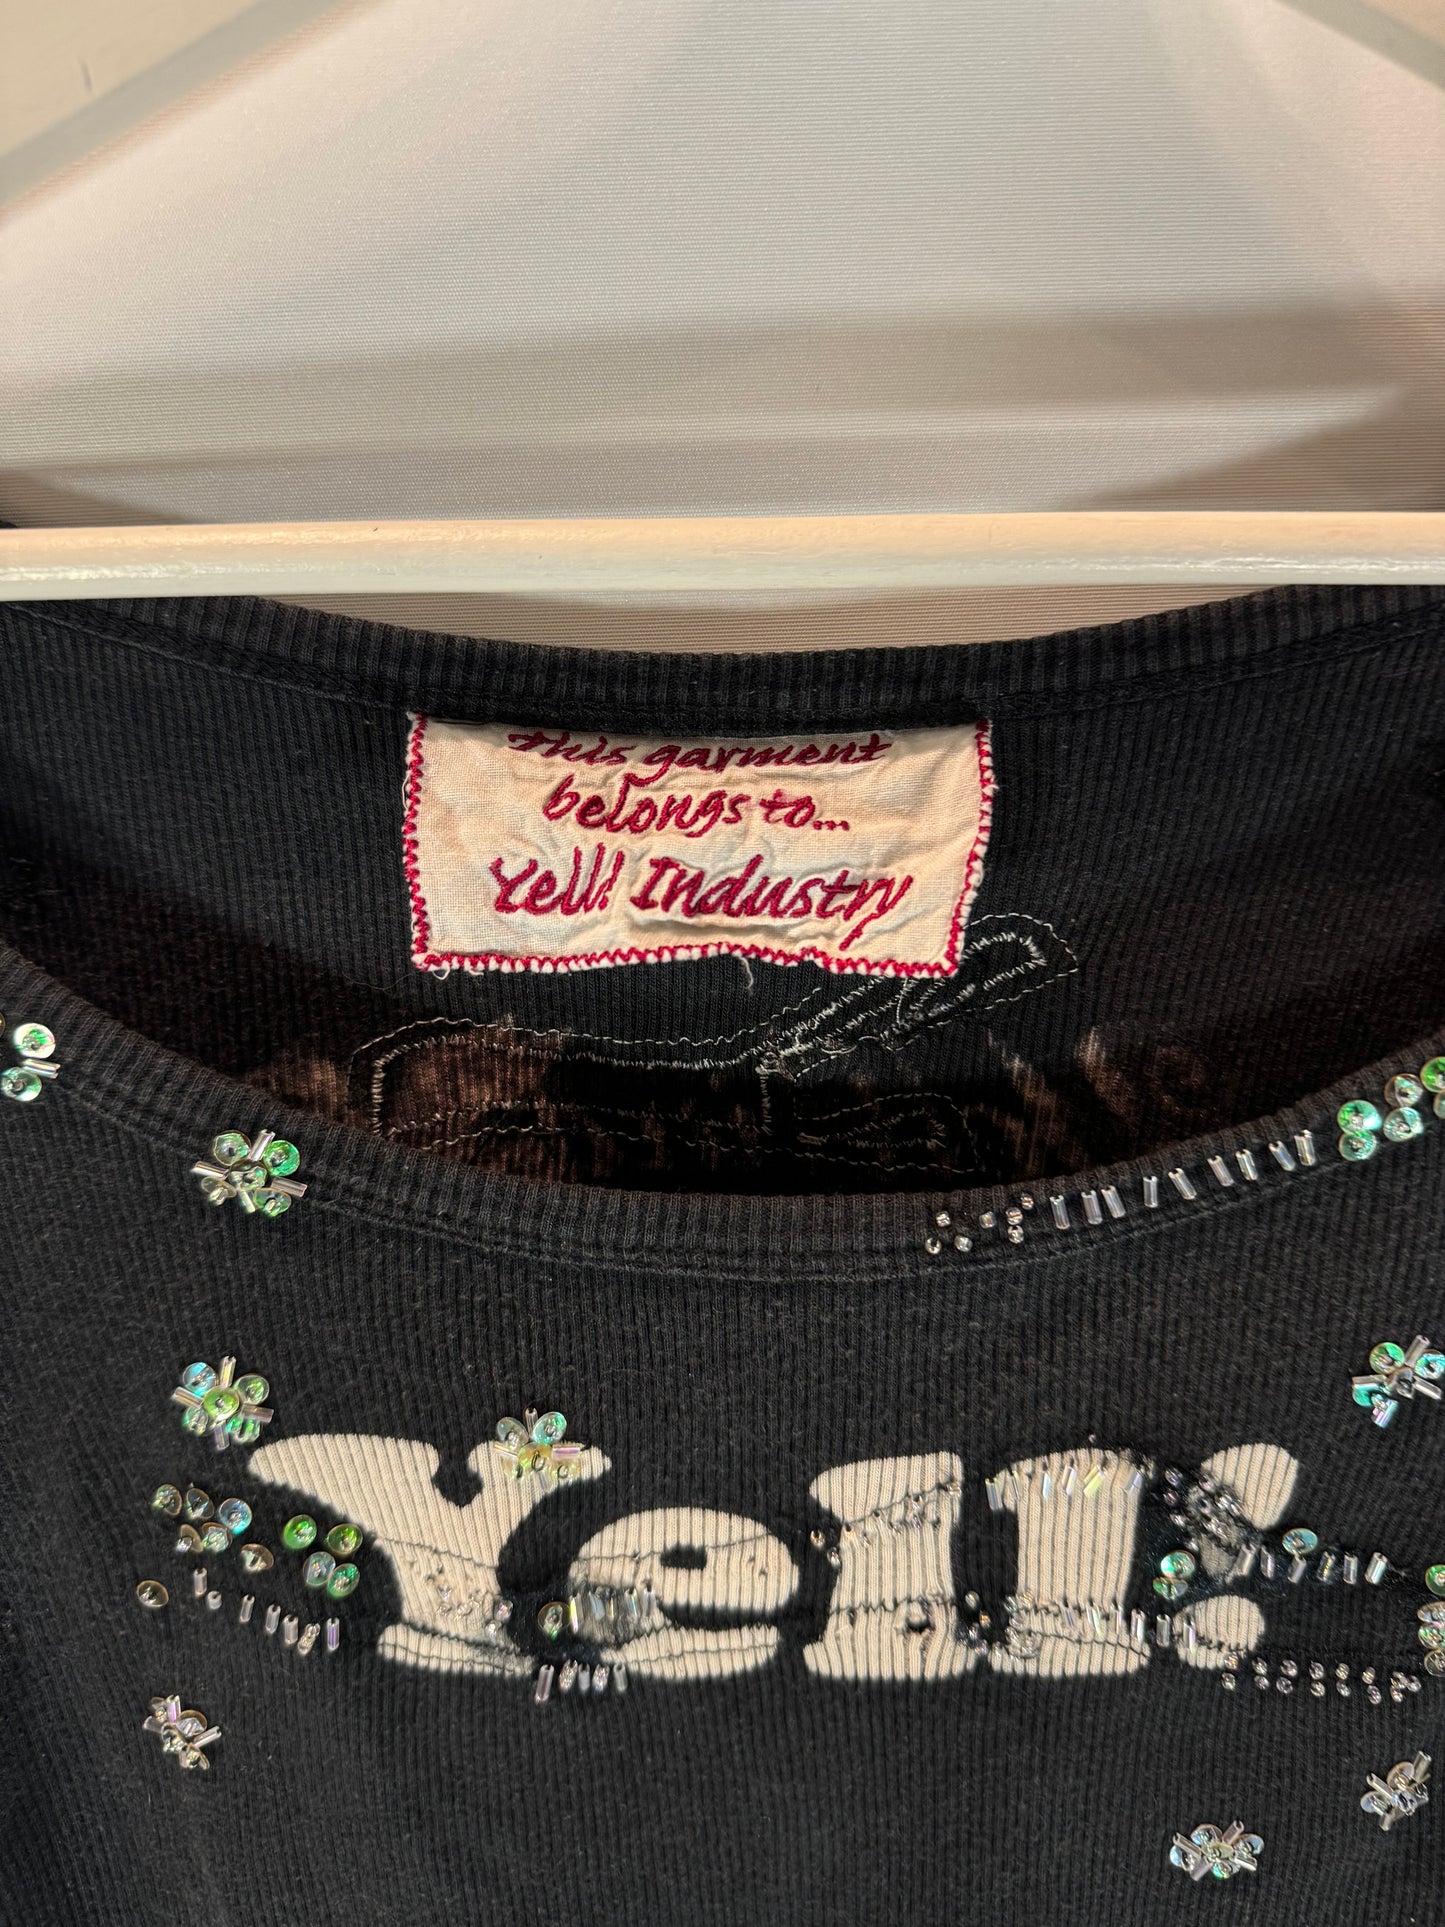 this garment
belongs to...
Yell! Industry
Yell!